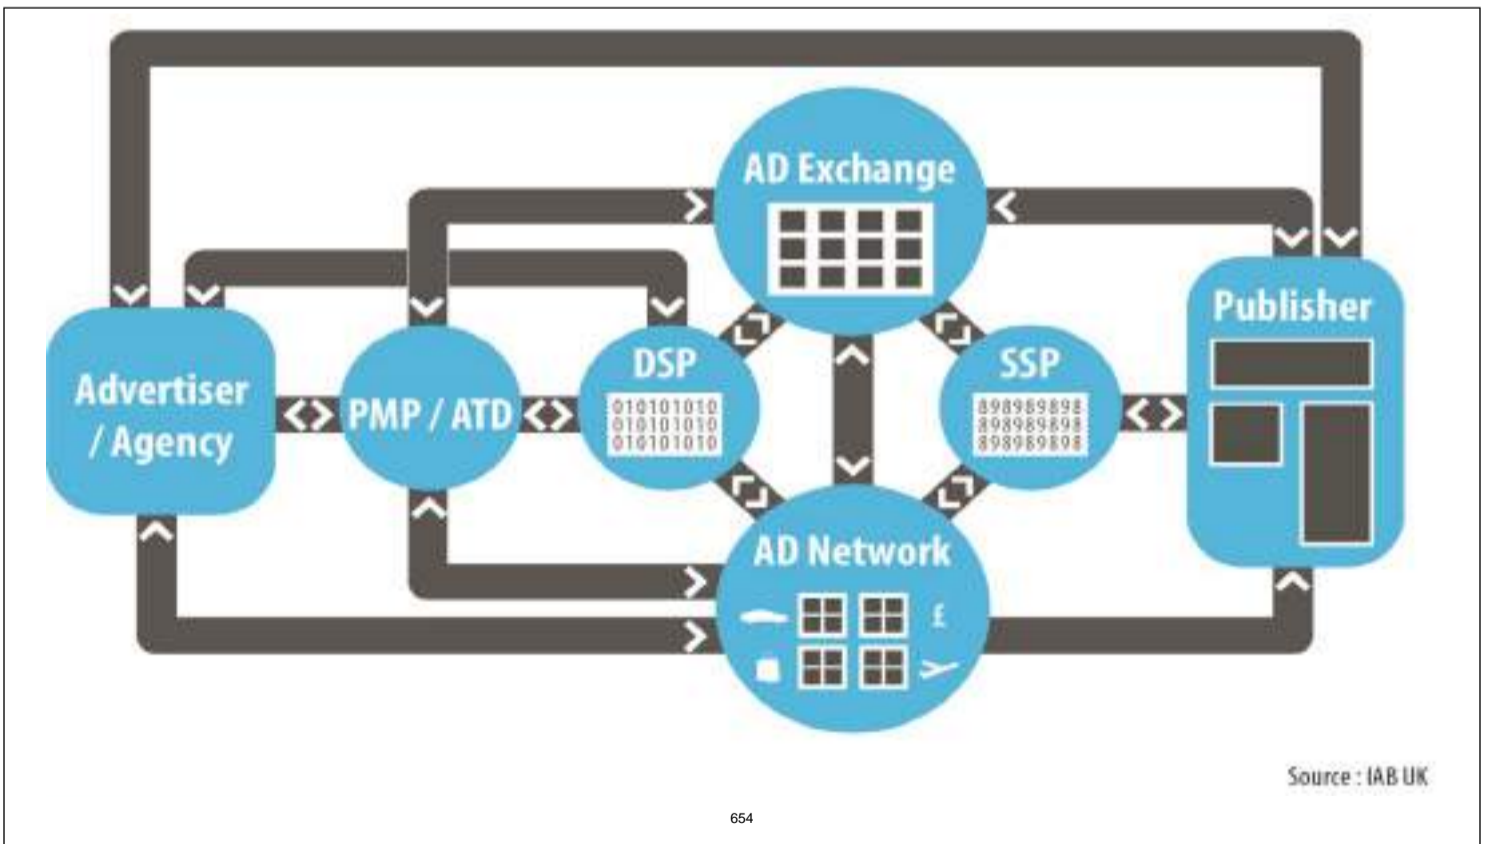 AD Exchange
Publisher
DSP
SSP
Advertiser
/ Agency
PMP / ATD
010101010
010101010
010101010
898989898
898989898
898989898
AD Network
£
Source : IAB UK
654